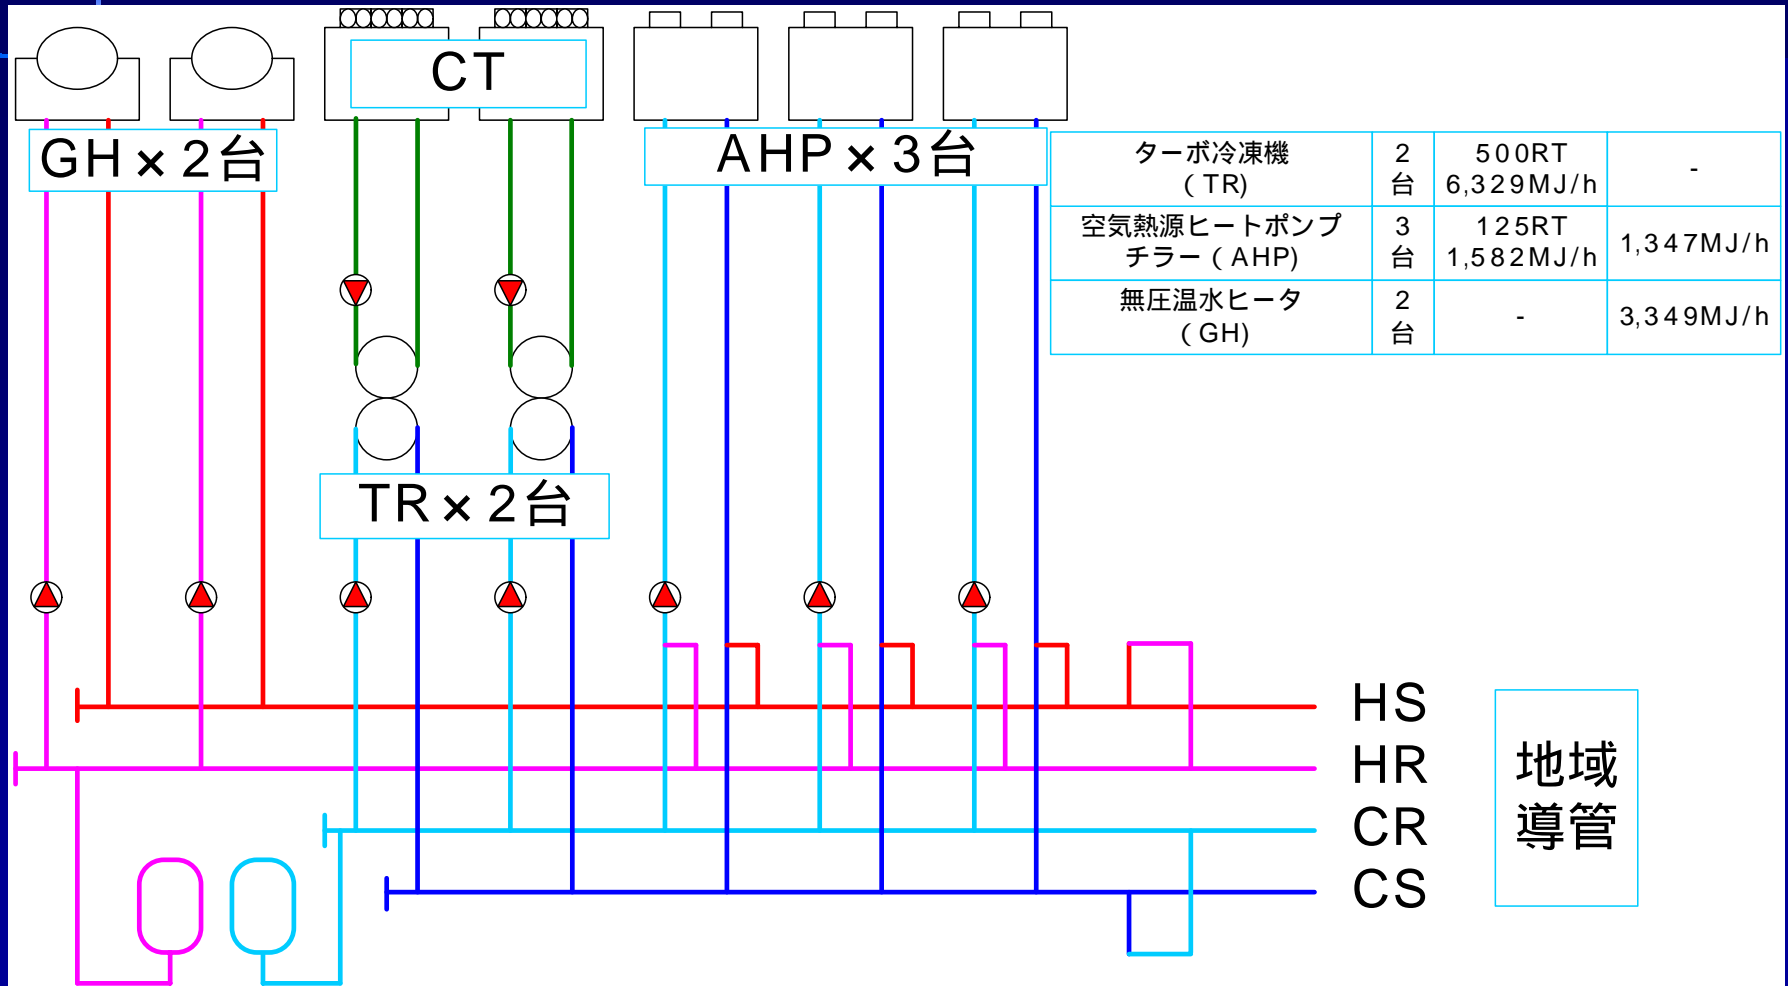 CT
GH×2台
AHP×3台
ターボ冷凍機
（TR)
2
台
500RT
6,329MJ/h
-
空気熱源ヒートポンプ
チラー（AHP)
3
台
125RT
1,582MJ/h
1,347MJ/h
無圧温水ヒータ
（GH)
2
台
-
3,349MJ/h
TR×2台
HS
HR
CR
CS
地域
導管